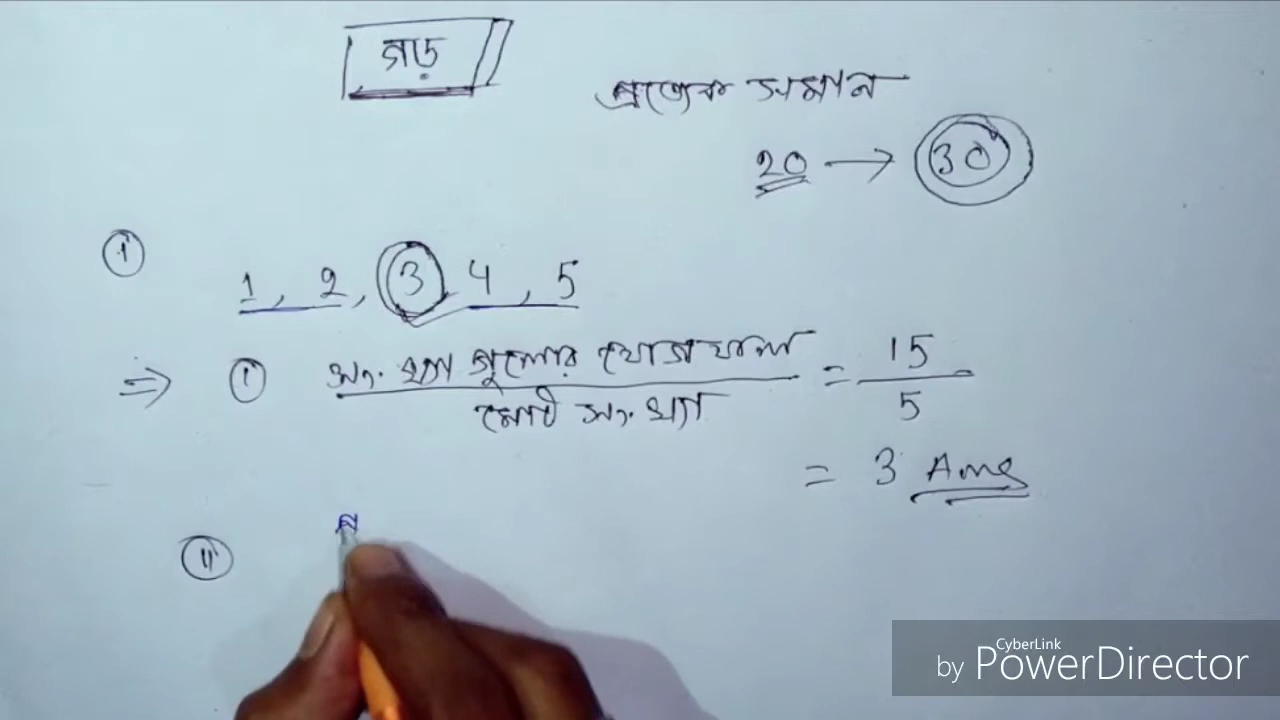 গড়
প্রত্যেক সমান
20 → 30
i
1, 2, 3, 4, 5
⇒ i সংখ্যা গুলোর যোগফল / মোট সংখ্যা = 15 / 5
= 3 Ans
ii
CyberLink
by PowerDirector